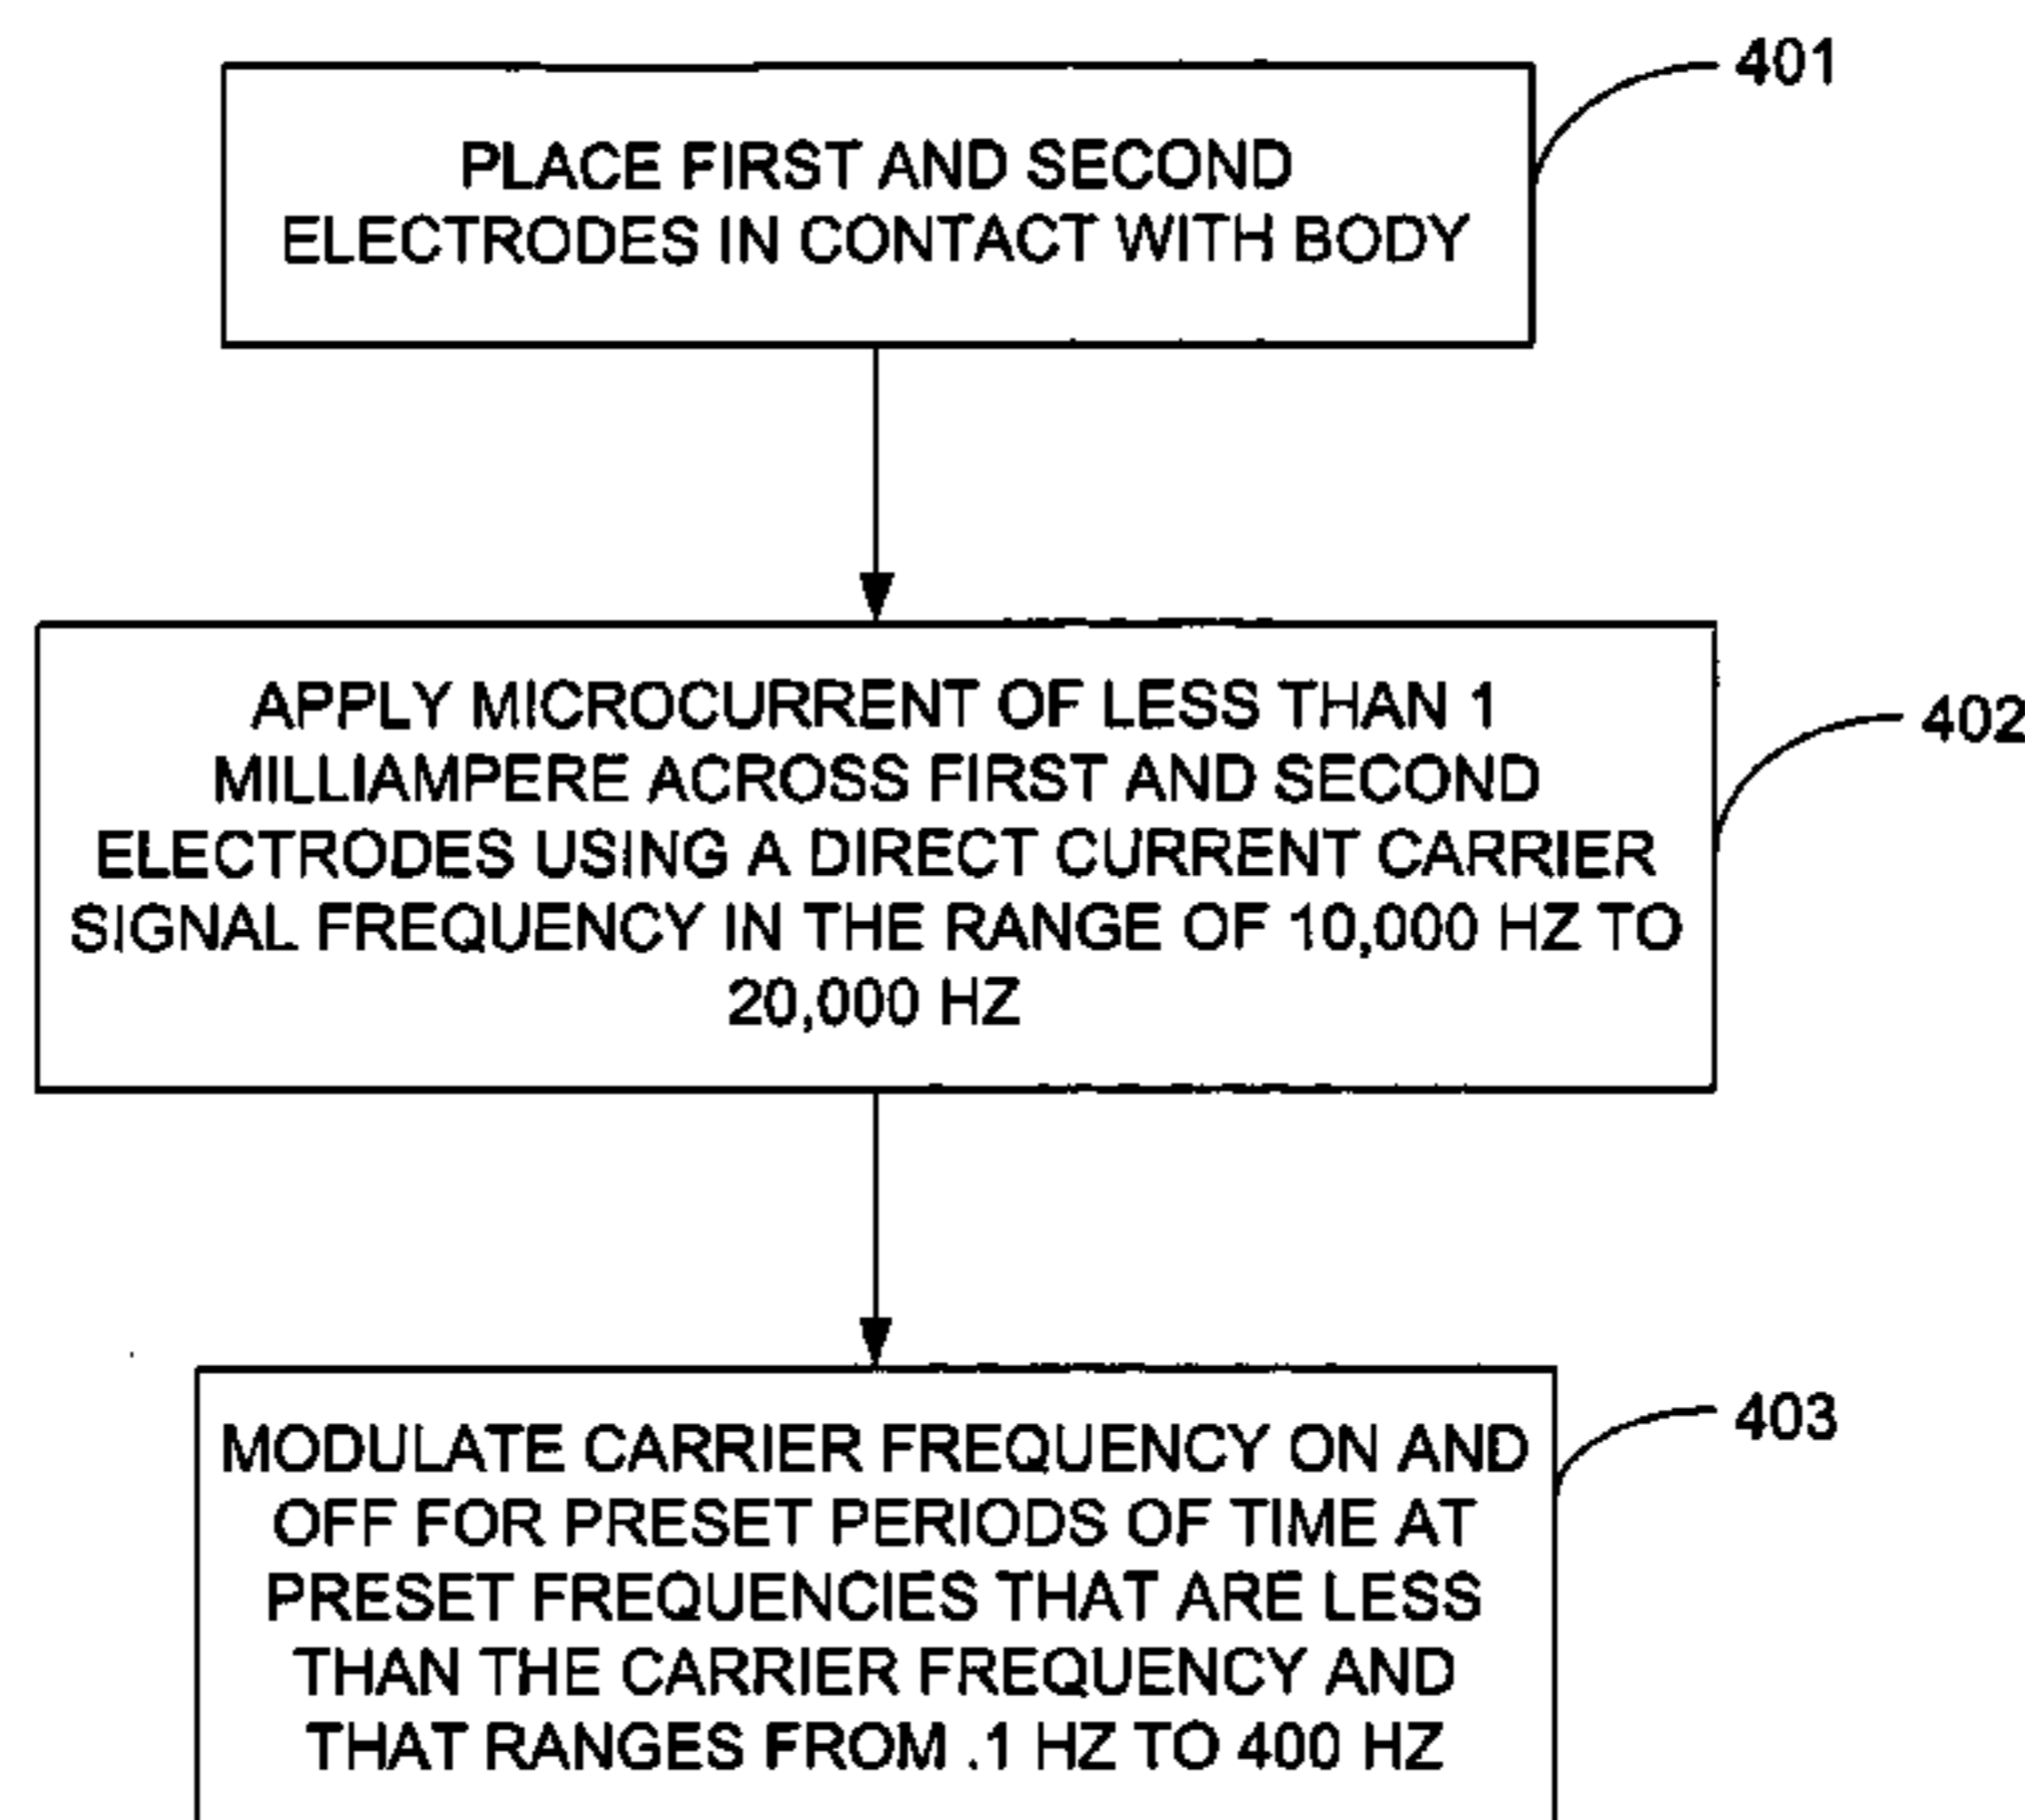 401
PLACE FIRST AND SECOND
ELECTRODES IN CONTACT WITH BODY
APPLY MICROCURRENT OF LESS THAN 1
MILLIAMPERE ACROSS FIRST AND SECOND
ELECTRODES USING A DIRECT CURRENT CARRIER
SIGNAL FREQUENCY IN THE RANGE OF 10,000 HZ TO
20,000 HZ
402
MODULATE CARRIER FREQUENCY ON AND
OFF FOR PRESET PERIODS OF TIME AT
PRESET FREQUENCIES THAT ARE LESS
THAN THE CARRIER FREQUENCY AND
THAT RANGES FROM .1 HZ TO 400 HZ
403